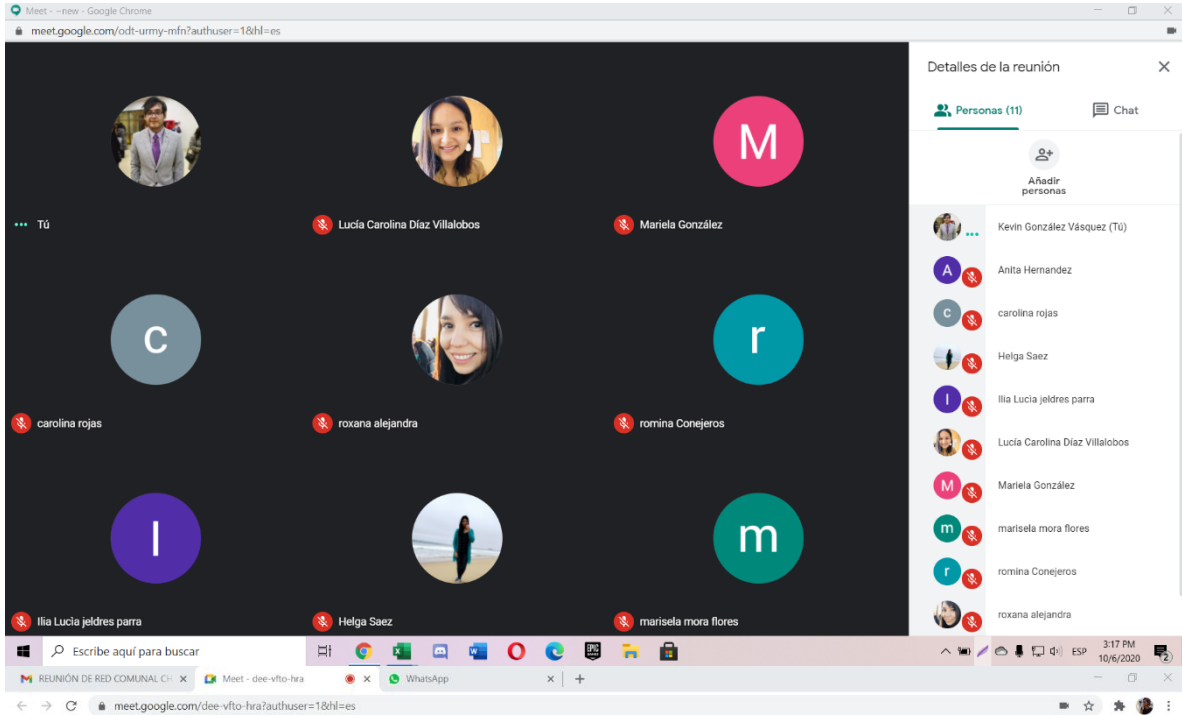 Meet - ~new - Google Chrome
meet.google.com/odt-urmy-mfn?authuser=1&hl=es
Detalles de la reunión
Personas (11)
Chat
Añadir
personas
M
Tú
Lucía Carolina Díaz Villalobos
Mariela González
c
r
carolina rojas
roxana alejandra
romina Conejeros
I
m
Ilia Lucia jeldres parra
Helga Saez
marisela mora flores
Kevin González Vásquez (Tú)
A
Anita Hernandez
c
carolina rojas
Helga Saez
I
Ilia Lucia jeldres parra
Lucía Carolina Díaz Villalobos
M
Mariela González
m
marisela mora flores
r
romina Conejeros
roxana alejandra
Escribe aquí para buscar
EPIC
GAMES
ESP
3:17 PM
10/6/2020
2
REUNIÓN DE RED COMUNAL CH
Meet - dee-vfto-hra
WhatsApp
meet.google.com/dee-vfto-hra?authuser=1&hl=es